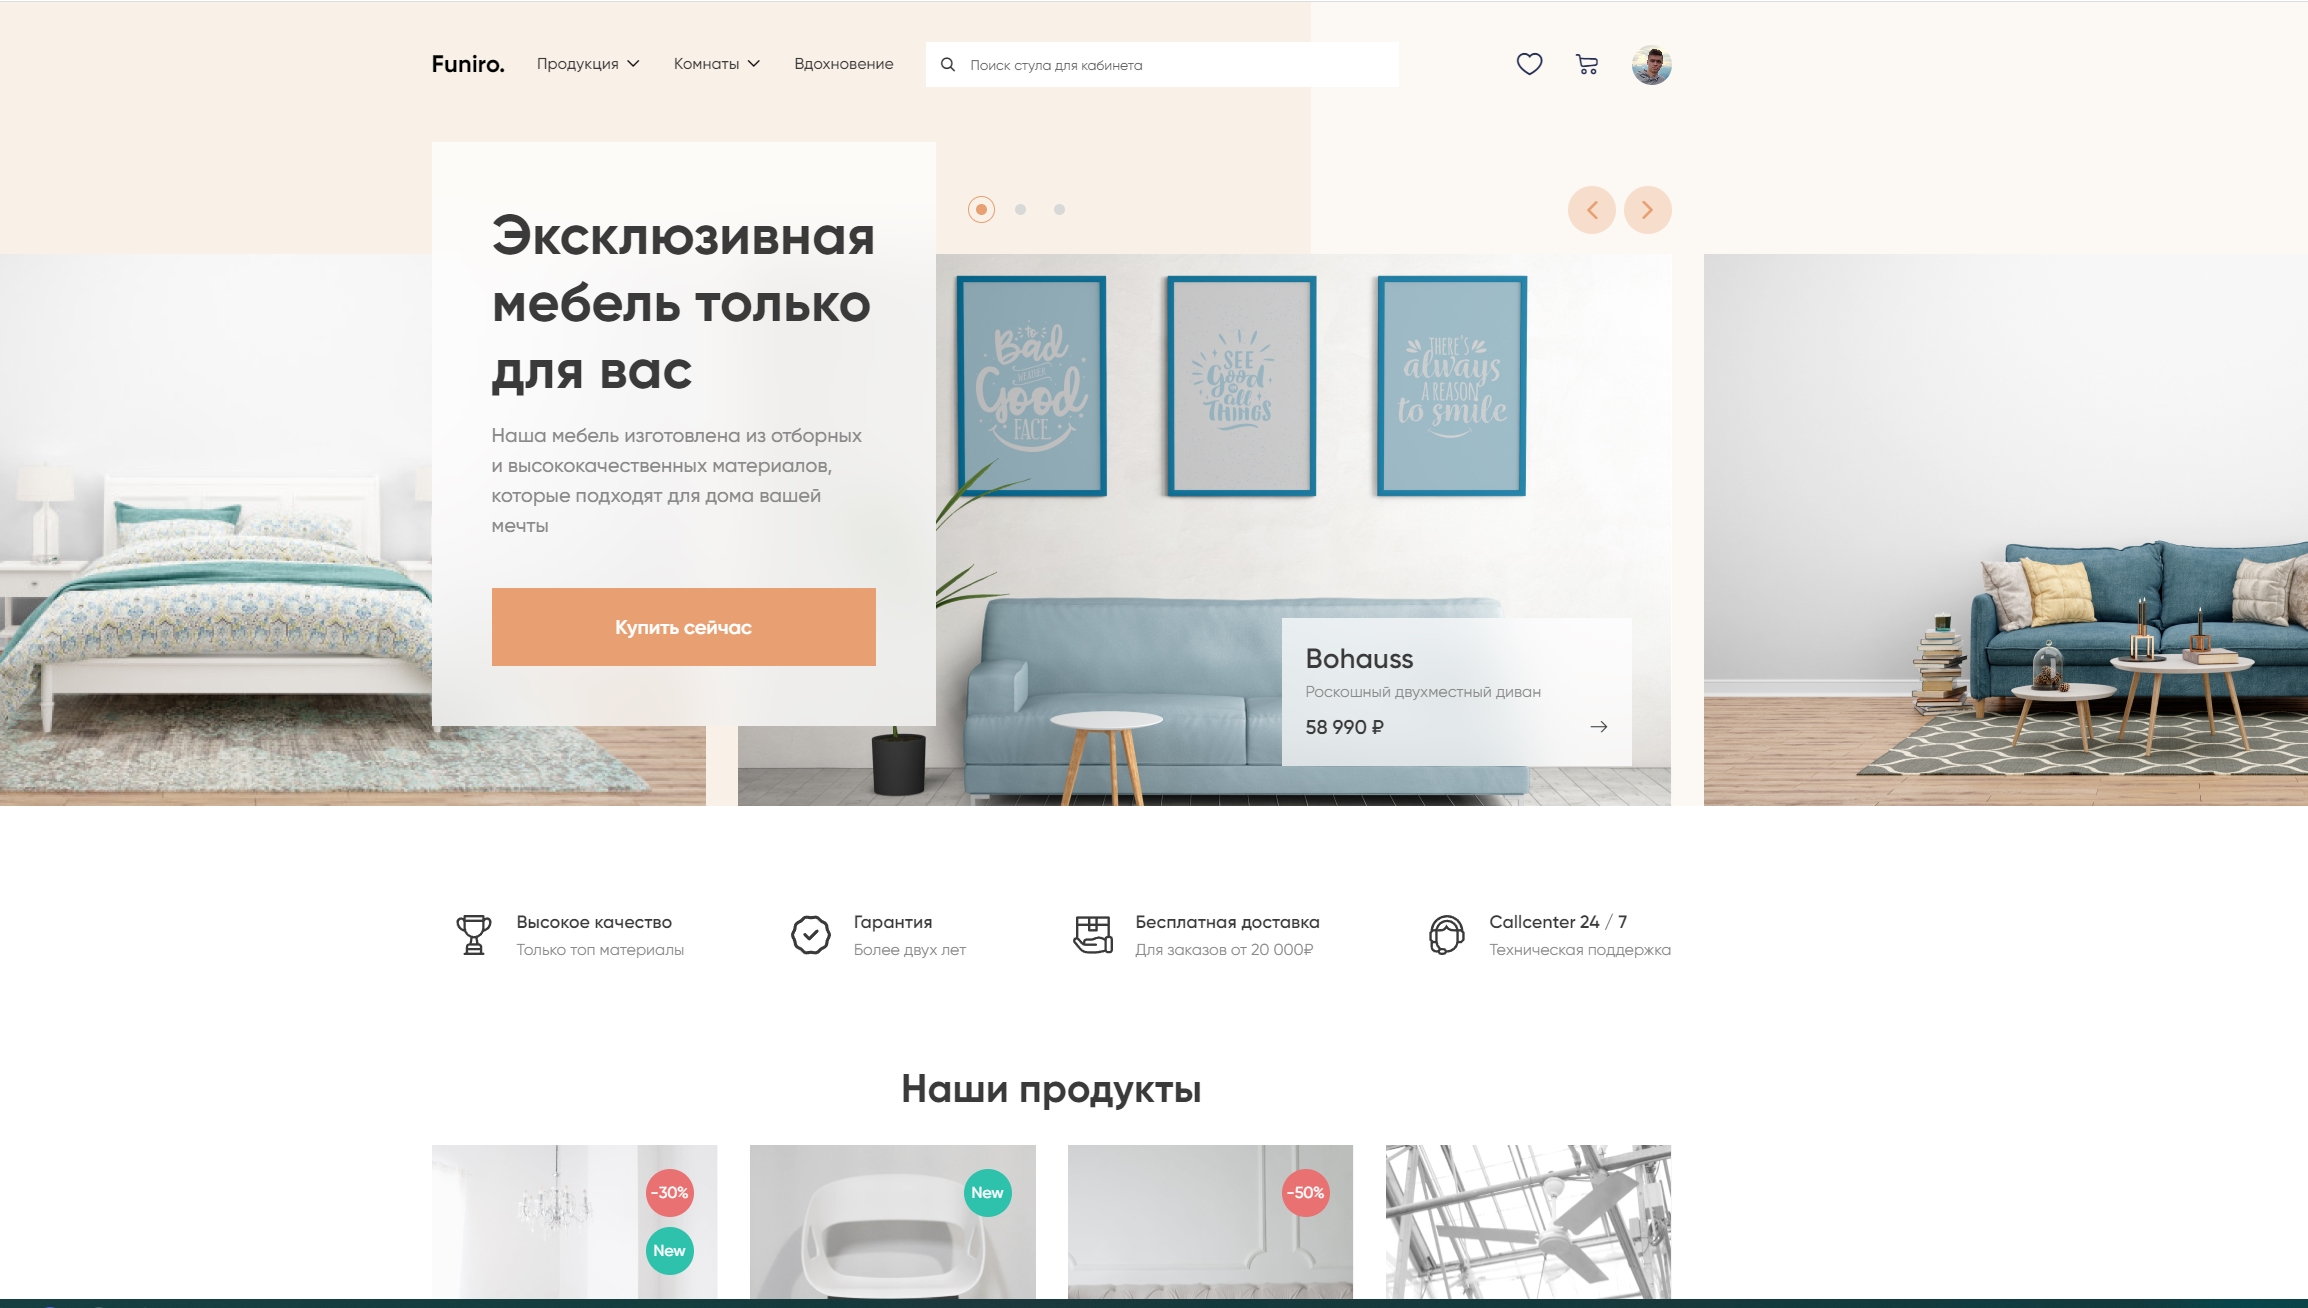 Funiro.
Продукция
Комнаты
Вдохновение
Поиск стула для кабинета
Эксклюзивная
мебель только
для вас
Наша мебель изготовлена из отборных
и высококачественных материалов,
которые подходят для дома вашей
мечты
Купить сейчас
to
Bad
WEATHER
Good
FACE
SEE
Good
IN
all
THINGS
THERE'S
always
A REASON
to smile
Bohauss
Роскошный двухместный диван
58 990 ₽
Высокое качество
Только топ материалы
Гарантия
Более двух лет
Бесплатная доставка
Для заказов от 20 000₽
Callcenter 24 / 7
Техническая поддержка
Наши продукты
-30%
New
New
-50%